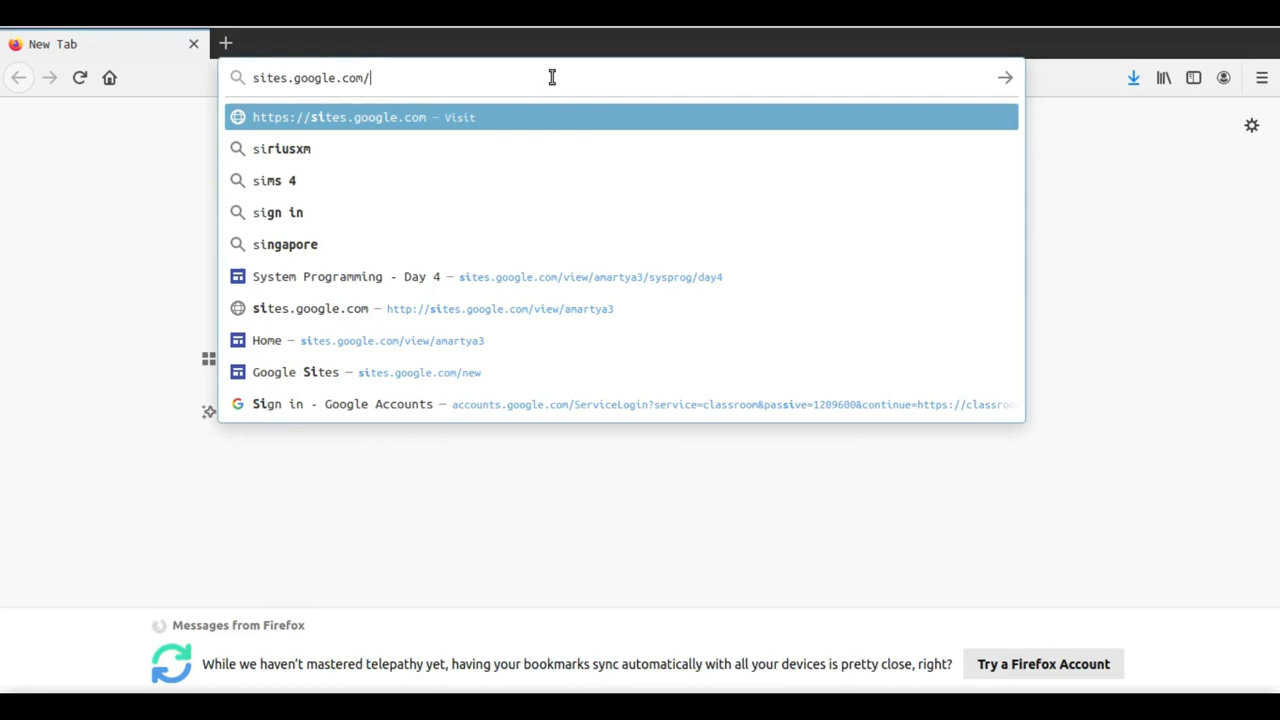 New Tab
sites.google.com/
https://sites.google.com — Visit
siriusxm
sims 4
sign in
singapore
System Programming - Day 4 — sites.google.com/view/amartya3/sysprog/day4
sites.google.com — http://sites.google.com/view/amartya3
Home — sites.google.com/view/amartya3
Google Sites — sites.google.com/new
Sign in - Google Accounts — accounts.google.com/ServiceLogin?service=classroom&passive=1209600&continue=https://classroo
Messages from Firefox
While we haven't mastered telepathy yet, having your bookmarks sync automatically with all your devices is pretty close, right?
Try a Firefox Account